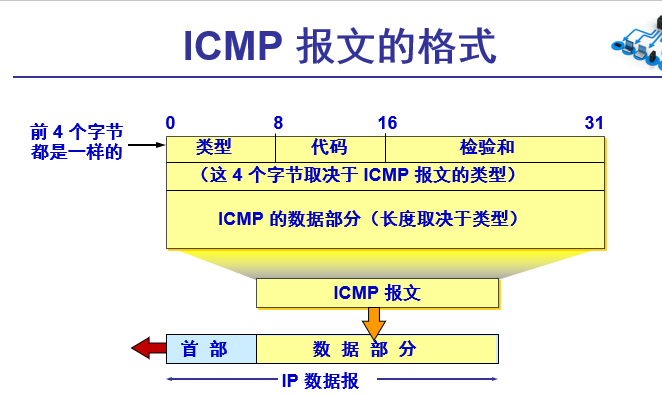 ICMP 报文的格式
前 4 个字节
都是一样的
0 8 16 31
类型 代码 检验和
（这 4 个字节取决于 ICMP 报文的类型）
ICMP 的数据部分（长度取决于类型）
ICMP 报文
首 部 数 据 部 分
IP 数据报